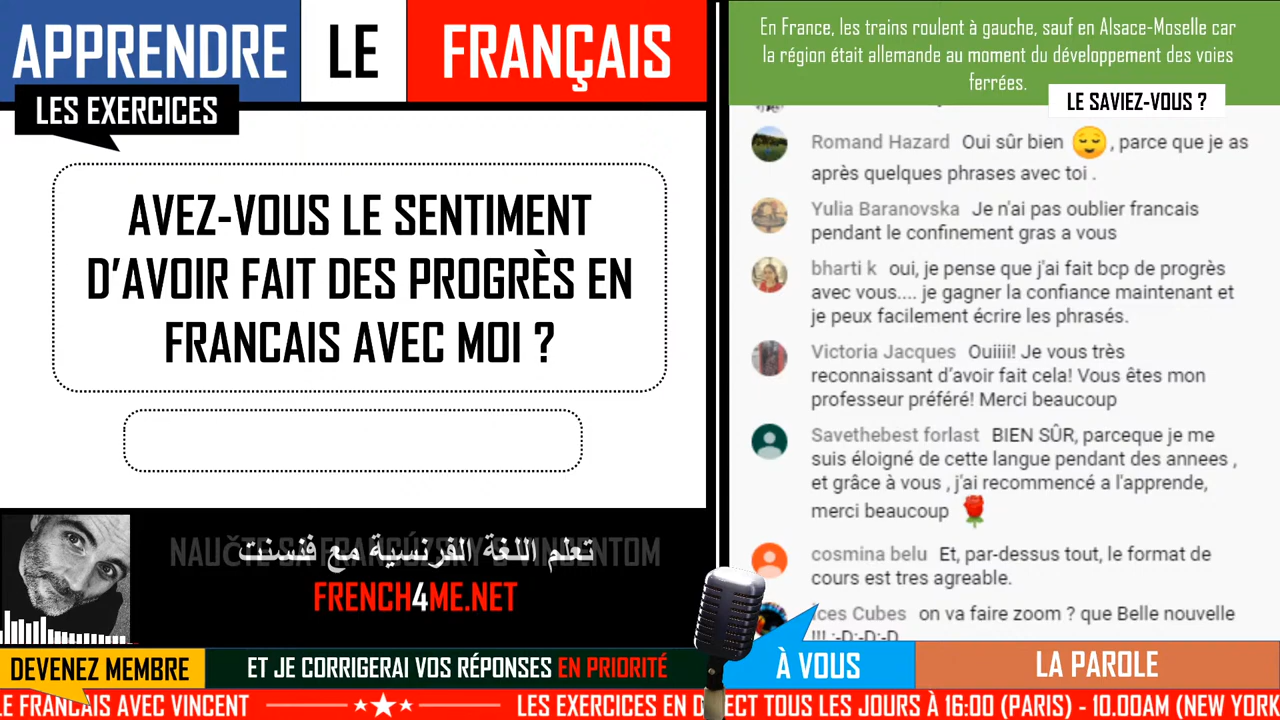 APPRENDRE LE FRANÇAIS
LES EXERCICES
AVEZ-VOUS LE SENTIMENT
D’AVOIR FAIT DES PROGRÈS EN
FRANCAIS AVEC MOI ?
En France, les trains roulent à gauche, sauf en Alsace-Moselle car
la région était allemande au moment du développement des voies
ferrées.
LE SAVIEZ-VOUS ?
Romand Hazard Oui sûr bien 😌 , parce que je as
après quelques phrases avec toi .
Yulia Baranovska Je n'ai pas oublier francais
pendant le confinement gras a vous
bharti k oui, je pense que j'ai fait bcp de progrès
avec vous.... je gagner la confiance maintenant et
je peux facilement écrire les phrasés.
Victoria Jacques Ouiiii! Je vous très
reconnaissant d’avoir fait cela! Vous êtes mon
professeur préféré! Merci beaucoup
Savethebest forlast BIEN SÛR, parceque je me
suis éloigné de cette langue pendant des annees ,
et grâce à vous , j'ai recommencé a l'apprende,
merci beaucoup 🌹
cosmina belu Et, par-dessus tout, le format de
cours est tres agreable.
Ices Cubes on va faire zoom ? que Belle nouvelle
!!! :-D:-D:-D
تعلم اللغة الفرنسية مع فنسنت
FRENCH4ME.NET
DEVENEZ MEMBRE
ET JE CORRIGERAI VOS RÉPONSES EN PRIORITÉ
À VOUS
LA PAROLE
LE FRANÇAIS AVEC VINCENT
LES EXERCICES EN DIRECT TOUS LES JOURS À 16:00 (PARIS) - 10.00AM (NEW YORK